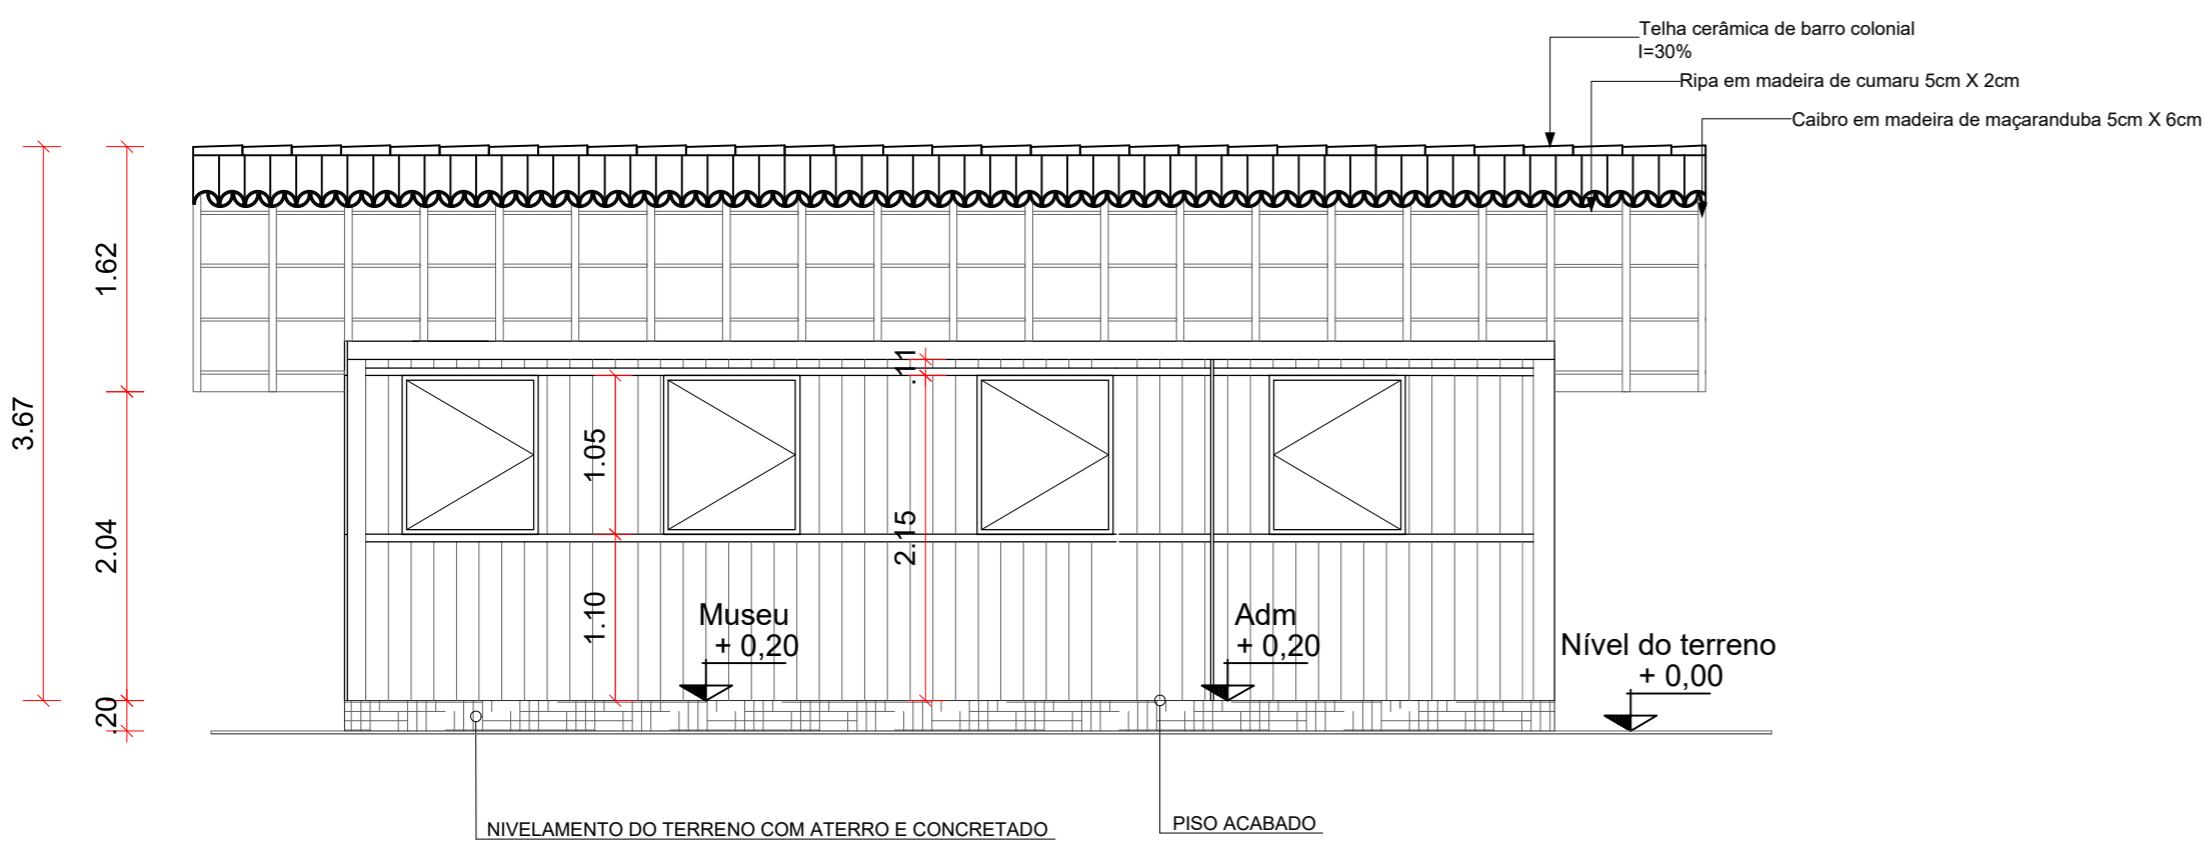 Telha cerâmica de barro colonial
I=30%
Ripa em madeira de cumaru 5cm X 2cm
Caibro em madeira de maçaranduba 5cm X 6cm
1.62
3.67
2.04
.20
.11
1.05
2.15
1.10
Museu
+ 0,20
Adm
+ 0,20
Nível do terreno
+ 0,00
NIVELAMENTO DO TERRENO COM ATERRO E CONCRETADO
PISO ACABADO